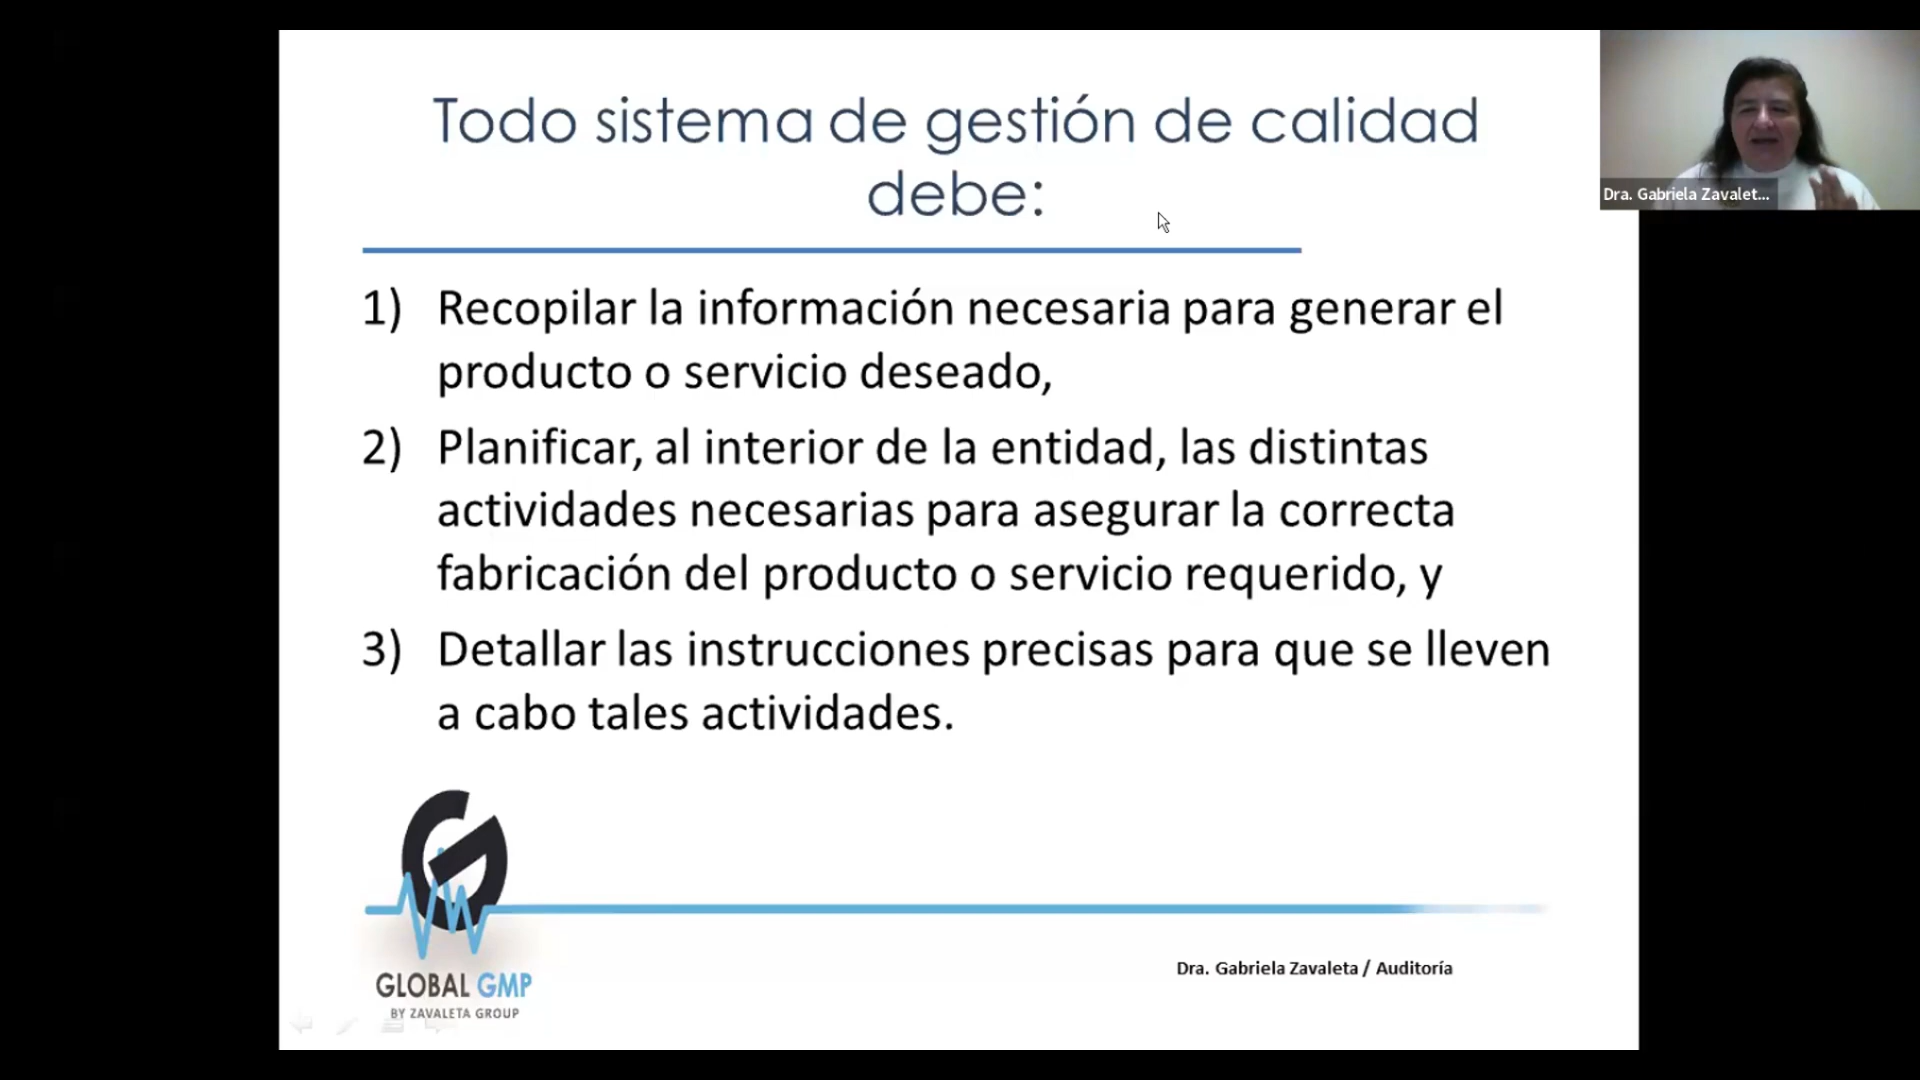 Todo sistema de gestión de calidad
debe:
Dra. Gabriela Zavalet...
1) Recopilar la información necesaria para generar el
producto o servicio deseado,
2) Planificar, al interior de la entidad, las distintas
actividades necesarias para asegurar la correcta
fabricación del producto o servicio requerido, y
3) Detallar las instrucciones precisas para que se lleven
a cabo tales actividades.
GLOBAL GMP
BY ZAVALETA GROUP
Dra. Gabriela Zavaleta / Auditoría